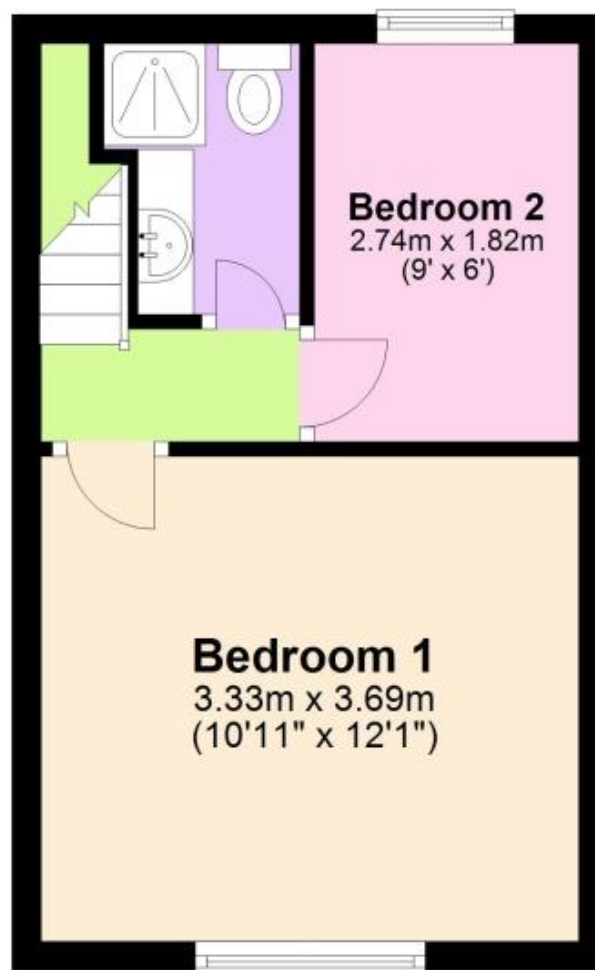 Bedroom 2
2.74m x 1.82m
(9' x 6')
Bedroom 1
3.33m x 3.69m
(10'11" x 12'1")